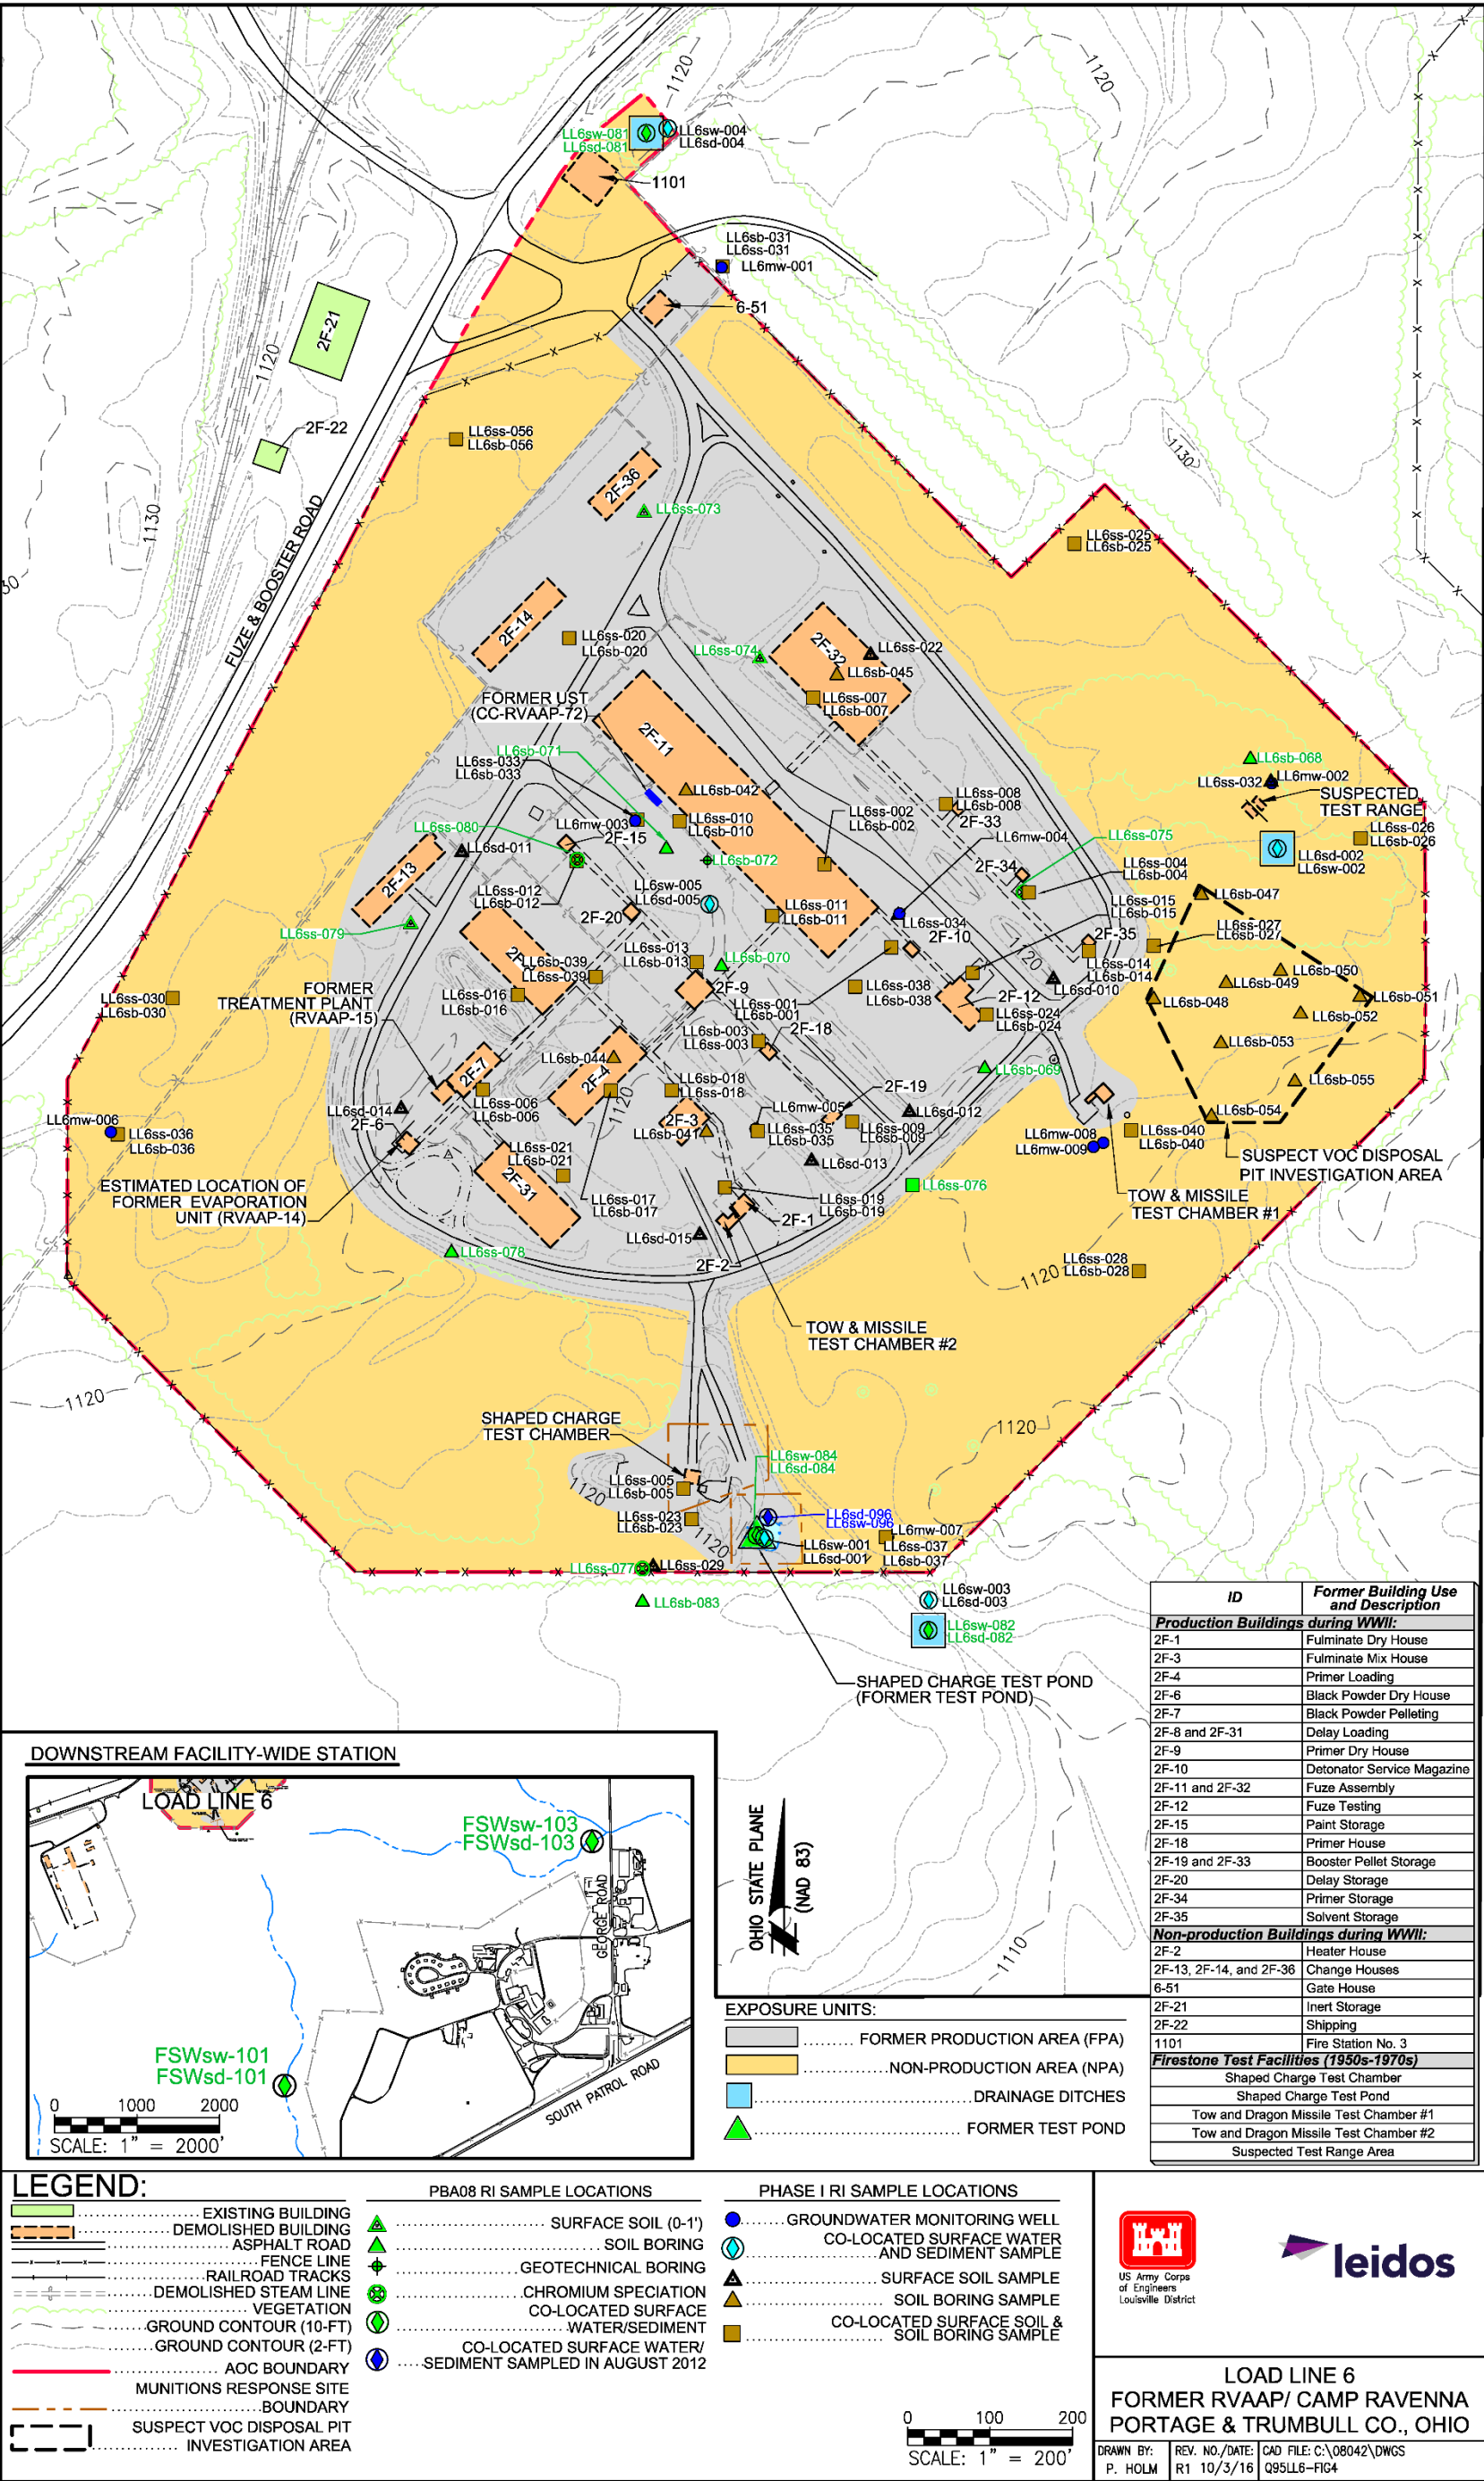 1120
1120
LL6sw-081
LL6sd-081
LL6sw-004
LL6sd-004
1101
LL6sb-031
LL6ss-031
LL6mw-001
6-51
2F-21
1120
2F-22
LL6ss-056
LL6sb-056
1130
1130
30
FUZE & BOOSTER ROAD
2F-36
LL6ss-073
LL6ss-025
LL6sb-025
2F-14
LL6ss-020
LL6sb-020
LL6ss-074
2F-32
LL6ss-022
LL6sb-045
LL6ss-007
LL6sb-007
FORMER UST
(CC-RVAAP-72)
2F-11
LL6sb-071
LL6ss-033
LL6sb-033
LL6sb-042
LL6sb-068
LL6ss-032
LL6mw-002
SUSPECTED
TEST RANGE
LL6ss-080
LL6mw-003
2F-15
LL6ss-010
LL6sb-010
LL6ss-002
LL6sb-002
LL6ss-008
LL6sb-008
2F-33
LL6mw-004
LL6ss-075
LL6ss-026
LL6sb-026
LL6sd-011
2F-13
LL6sb-072
LL6sd-002
LL6sw-002
2F-34
LL6ss-004
LL6sb-004
LL6ss-012
LL6sb-012
2F-20
LL6sw-005
LL6sd-005
LL6ss-011
LL6sb-011
LL6ss-034
2F-10
LL6ss-015
LL6sb-015
LL6sb-047
LL6ss-079
LL6ss-027
LL6sb-027
2F-35
1120
LL6ss-013
LL6sb-013
LL6sb-070
LL6sb-039
LL6ss-039
LL6ss-014
LL6sb-014
LL6sd-010
LL6sb-050
LL6sb-049
LL6sb-048
LL6sb-051
LL6sb-052
FORMER
TREATMENT PLANT
(RVAAP-15)
LL6ss-030
LL6sb-030
LL6ss-016
LL6sb-016
2F-9
LL6ss-038
LL6sb-038
LL6ss-001
LL6sb-001
2F-12
LL6ss-024
LL6sb-024
LL6sb-003
LL6ss-003
2F-18
LL6sb-053
LL6sb-044
2F-7
2F-4
1120
LL6sb-069
LL6sb-055
LL6sb-018
LL6ss-018
2F-19
LL6sd-014
2F-6
LL6ss-006
LL6sb-006
2F-3
LL6sb-041
LL6mw-005
LL6ss-035
LL6sb-035
LL6ss-009
LL6sb-009
LL6sd-012
LL6sb-054
LL6mw-006
LL6ss-036
LL6sb-036
LL6mw-008
LL6mw-009
LL6ss-040
LL6sb-040
SUSPECT VOC DISPOSAL
PIT INVESTIGATION AREA
LL6ss-021
LL6sb-021
2F-31
LL6sd-013
LL6ss-076
ESTIMATED LOCATION OF
FORMER EVAPORATION
UNIT (RVAAP-14)
LL6ss-017
LL6sb-017
LL6ss-019
LL6sb-019
TOW & MISSILE
TEST CHAMBER #1
2F-1
LL6sd-015
2F-2
LL6ss-078
LL6ss-028
LL6sb-028
1120
TOW & MISSILE
TEST CHAMBER #2
1120
1120
SHAPED CHARGE
TEST CHAMBER
LL6sw-084
LL6sd-084
LL6ss-005
LL6sb-005
1120
LL6ss-023
LL6sb-023
1120
LL6sd-096
LL6sw-096
LL6sw-001
LL6sd-001
LL6mw-007
LL6ss-037
LL6sb-037
LL6ss-077
LL6ss-029
LL6sb-083
LL6sw-003
LL6sd-003
LL6sw-082
LL6sd-082
SHAPED CHARGE TEST POND
(FORMER TEST POND)
1110
ID Former Building Use and Description
Production Buildings during WWII:
2F-1 Fulminate Dry House
2F-3 Fulminate Mix House
2F-4 Primer Loading
2F-6 Black Powder Dry House
2F-7 Black Powder Pelleting
2F-8 and 2F-31 Delay Loading
2F-9 Primer Dry House
2F-10 Detonator Service Magazine
2F-11 and 2F-32 Fuze Assembly
2F-12 Fuze Testing
2F-15 Paint Storage
2F-18 Primer House
2F-19 and 2F-33 Booster Pellet Storage
2F-20 Delay Storage
2F-34 Primer Storage
2F-35 Solvent Storage
Non-production Buildings during WWII:
2F-2 Heater House
2F-13, 2F-14, and 2F-36 Change Houses
6-51 Gate House
2F-21 Inert Storage
2F-22 Shipping
1101 Fire Station No. 3
Firestone Test Facilities (1950s-1970s)
Shaped Charge Test Chamber
Shaped Charge Test Pond
Tow and Dragon Missile Test Chamber #1
Tow and Dragon Missile Test Chamber #2
Suspected Test Range Area
DOWNSTREAM FACILITY-WIDE STATION
LOAD LINE 6
FSWsw-103
FSWsd-103
GEORGE ROAD
FSWsw-101
FSWsd-101
SOUTH PATROL ROAD
0 1000 2000
SCALE: 1" = 2000'
OHIO STATE PLANE
(NAD 83)
EXPOSURE UNITS:
FORMER PRODUCTION AREA (FPA)
NON-PRODUCTION AREA (NPA)
DRAINAGE DITCHES
FORMER TEST POND
LEGEND:
EXISTING BUILDING
DEMOLISHED BUILDING
ASPHALT ROAD
FENCE LINE
RAILROAD TRACKS
DEMOLISHED STEAM LINE
VEGETATION
GROUND CONTOUR (10-FT)
GROUND CONTOUR (2-FT)
AOC BOUNDARY
MUNITIONS RESPONSE SITE
BOUNDARY
SUSPECT VOC DISPOSAL PIT
INVESTIGATION AREA
PBA08 RI SAMPLE LOCATIONS
SURFACE SOIL (0-1')
SOIL BORING
GEOTECHNICAL BORING
CHROMIUM SPECIATION
CO-LOCATED SURFACE
WATER/SEDIMENT
CO-LOCATED SURFACE WATER/
SEDIMENT SAMPLED IN AUGUST 2012
PHASE I RI SAMPLE LOCATIONS
GROUNDWATER MONITORING WELL
CO-LOCATED SURFACE WATER
AND SEDIMENT SAMPLE
SURFACE SOIL SAMPLE
SOIL BORING SAMPLE
CO-LOCATED SURFACE SOIL &
SOIL BORING SAMPLE
0 100 200
SCALE: 1" = 200'
US Army Corps
of Engineers
Louisville District
leidos
LOAD LINE 6
FORMER RVAAP/ CAMP RAVENNA
PORTAGE & TRUMBULL CO., OHIO
DRAWN BY:
P. HOLM
REV. NO./DATE:
R1 10/3/16
CAD FILE: C:\08042\DWGS
Q95LL6-FIG4